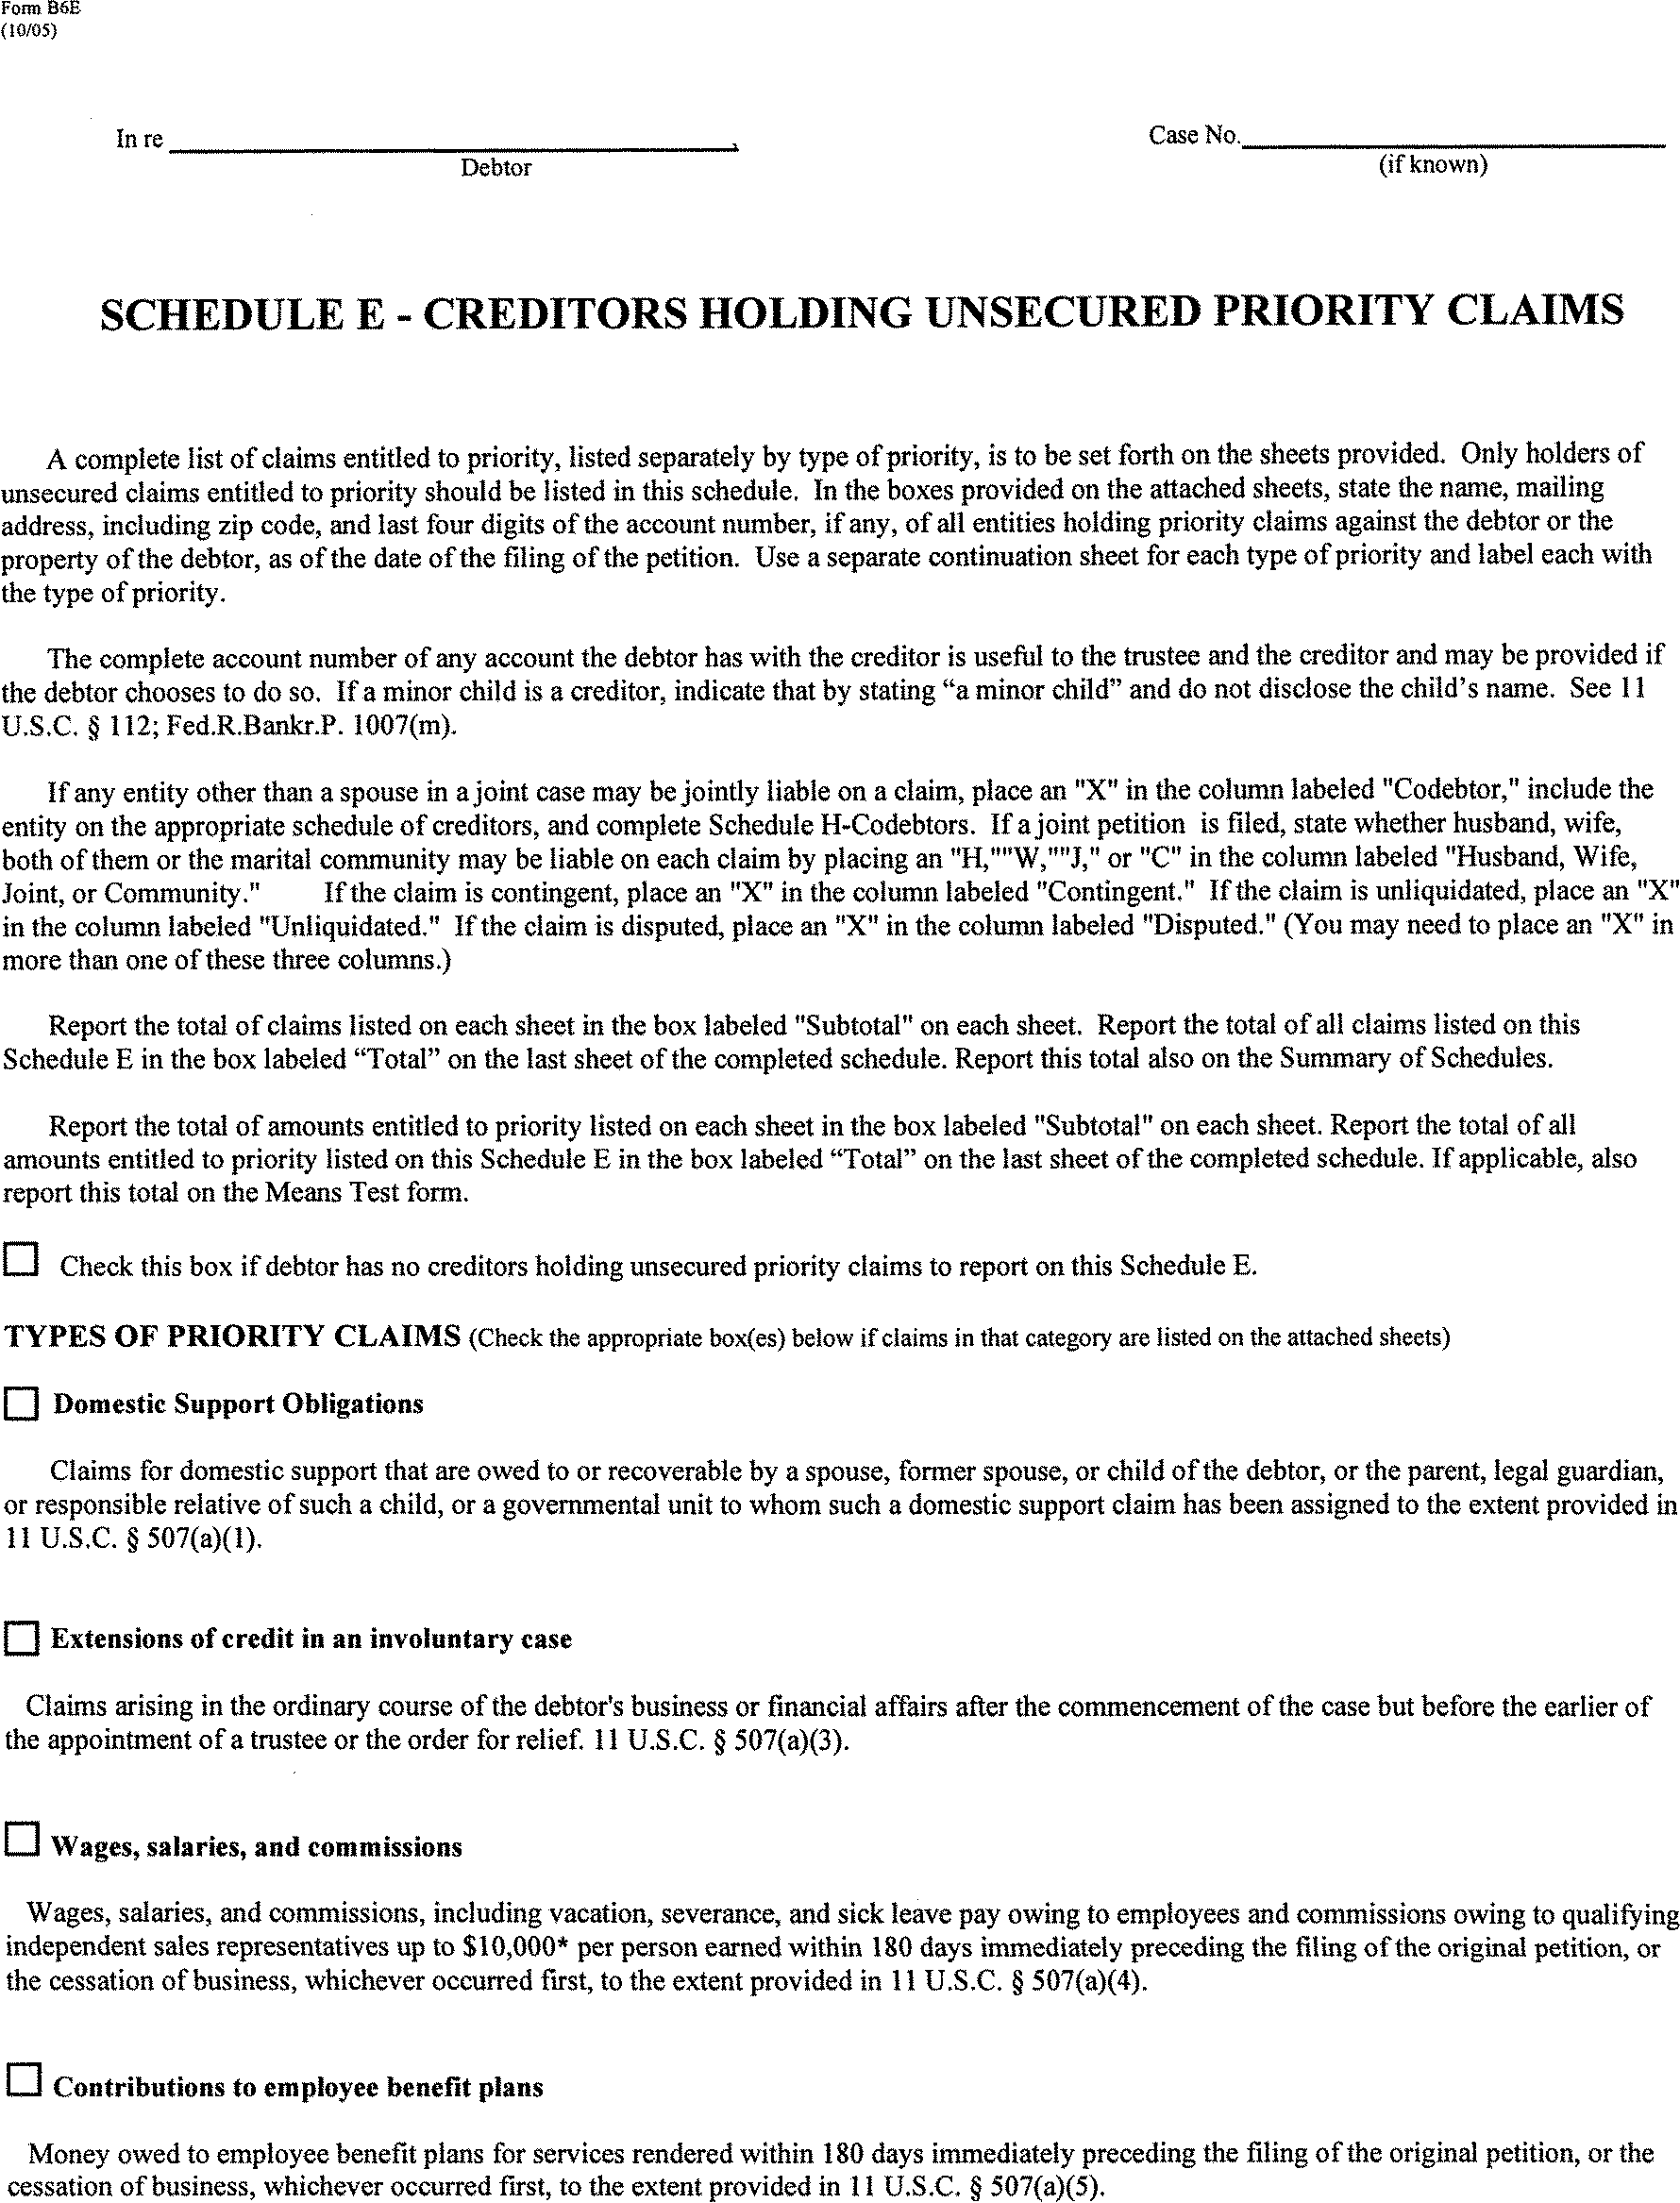 Form B6E
(10/05)
In re ,
Case No.
Debtor
(if known)
SCHEDULE E - CREDITORS HOLDING UNSECURED PRIORITY CLAIMS
A complete list of claims entitled to priority, listed separately by type of priority, is to be set forth on the sheets provided. Only holders of
unsecured claims entitled to priority should be listed in this schedule. In the boxes provided on the attached sheets, state the name, mailing
address, including zip code, and last four digits of the account number, if any, of all entities holding priority claims against the debtor or the
property of the debtor, as of the date of the filing of the petition. Use a separate continuation sheet for each type of priority and label each with
the type of priority.
The complete account number of any account the debtor has with the creditor is useful to the trustee and the creditor and may be provided if
the debtor chooses to do so. If a minor child is a creditor, indicate that by stating “a minor child” and do not disclose the child’s name. See 11
U.S.C. § 112; Fed.R.Bankr.P. 1007(m).
If any entity other than a spouse in a joint case may be jointly liable on a claim, place an "X" in the column labeled "Codebtor," include the
entity on the appropriate schedule of creditors, and complete Schedule H-Codebtors. If a joint petition is filed, state whether husband, wife,
both of them or the marital community may be liable on each claim by placing an "H,""W,""J," or "C" in the column labeled "Husband, Wife,
Joint, or Community." If the claim is contingent, place an "X" in the column labeled "Contingent." If the claim is unliquidated, place an "X"
in the column labeled "Unliquidated." If the claim is disputed, place an "X" in the column labeled "Disputed." (You may need to place an "X" in
more than one of these three columns.)
Report the total of claims listed on each sheet in the box labeled "Subtotal" on each sheet. Report the total of all claims listed on this
Schedule E in the box labeled “Total” on the last sheet of the completed schedule. Report this total also on the Summary of Schedules.
Report the total of amounts entitled to priority listed on each sheet in the box labeled "Subtotal" on each sheet. Report the total of all
amounts entitled to priority listed on this Schedule E in the box labeled “Total” on the last sheet of the completed schedule. If applicable, also
report this total on the Means Test form.
Check this box if debtor has no creditors holding unsecured priority claims to report on this Schedule E.
TYPES OF PRIORITY CLAIMS (Check the appropriate box(es) below if claims in that category are listed on the attached sheets)
Domestic Support Obligations
Claims for domestic support that are owed to or recoverable by a spouse, former spouse, or child of the debtor, or the parent, legal guardian,
or responsible relative of such a child, or a governmental unit to whom such a domestic support claim has been assigned to the extent provided in
11 U.S.C. § 507(a)(1).
Extensions of credit in an involuntary case
Claims arising in the ordinary course of the debtor's business or financial affairs after the commencement of the case but before the earlier of
the appointment of a trustee or the order for relief. 11 U.S.C. § 507(a)(3).
Wages, salaries, and commissions
Wages, salaries, and commissions, including vacation, severance, and sick leave pay owing to employees and commissions owing to qualifying
independent sales representatives up to $10,000* per person earned within 180 days immediately preceding the filing of the original petition, or
the cessation of business, whichever occurred first, to the extent provided in 11 U.S.C. § 507(a)(4).
Contributions to employee benefit plans
Money owed to employee benefit plans for services rendered within 180 days immediately preceding the filing of the original petition, or the
cessation of business, whichever occurred first, to the extent provided in 11 U.S.C. § 507(a)(5).